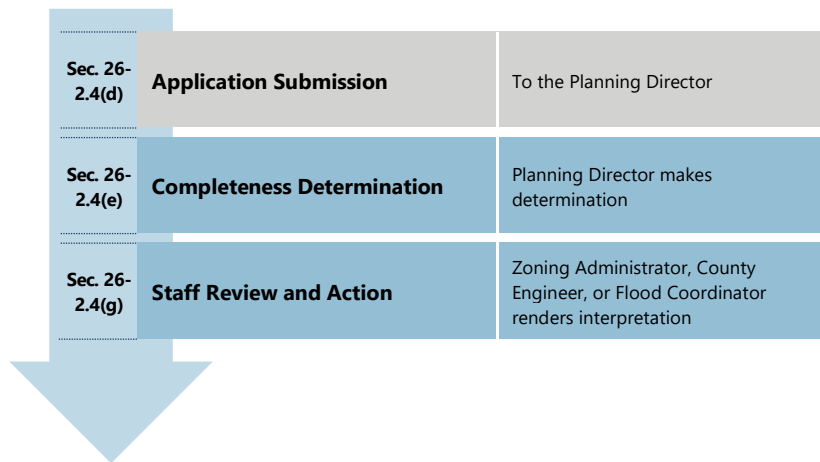 Sec. 26-
2.4(d)
Application Submission
To the Planning Director
Sec. 26-
2.4(e)
Completeness Determination
Planning Director makes
determination
Sec. 26-
2.4(g)
Staff Review and Action
Zoning Administrator, County
Engineer, or Flood Coordinator
renders interpretation